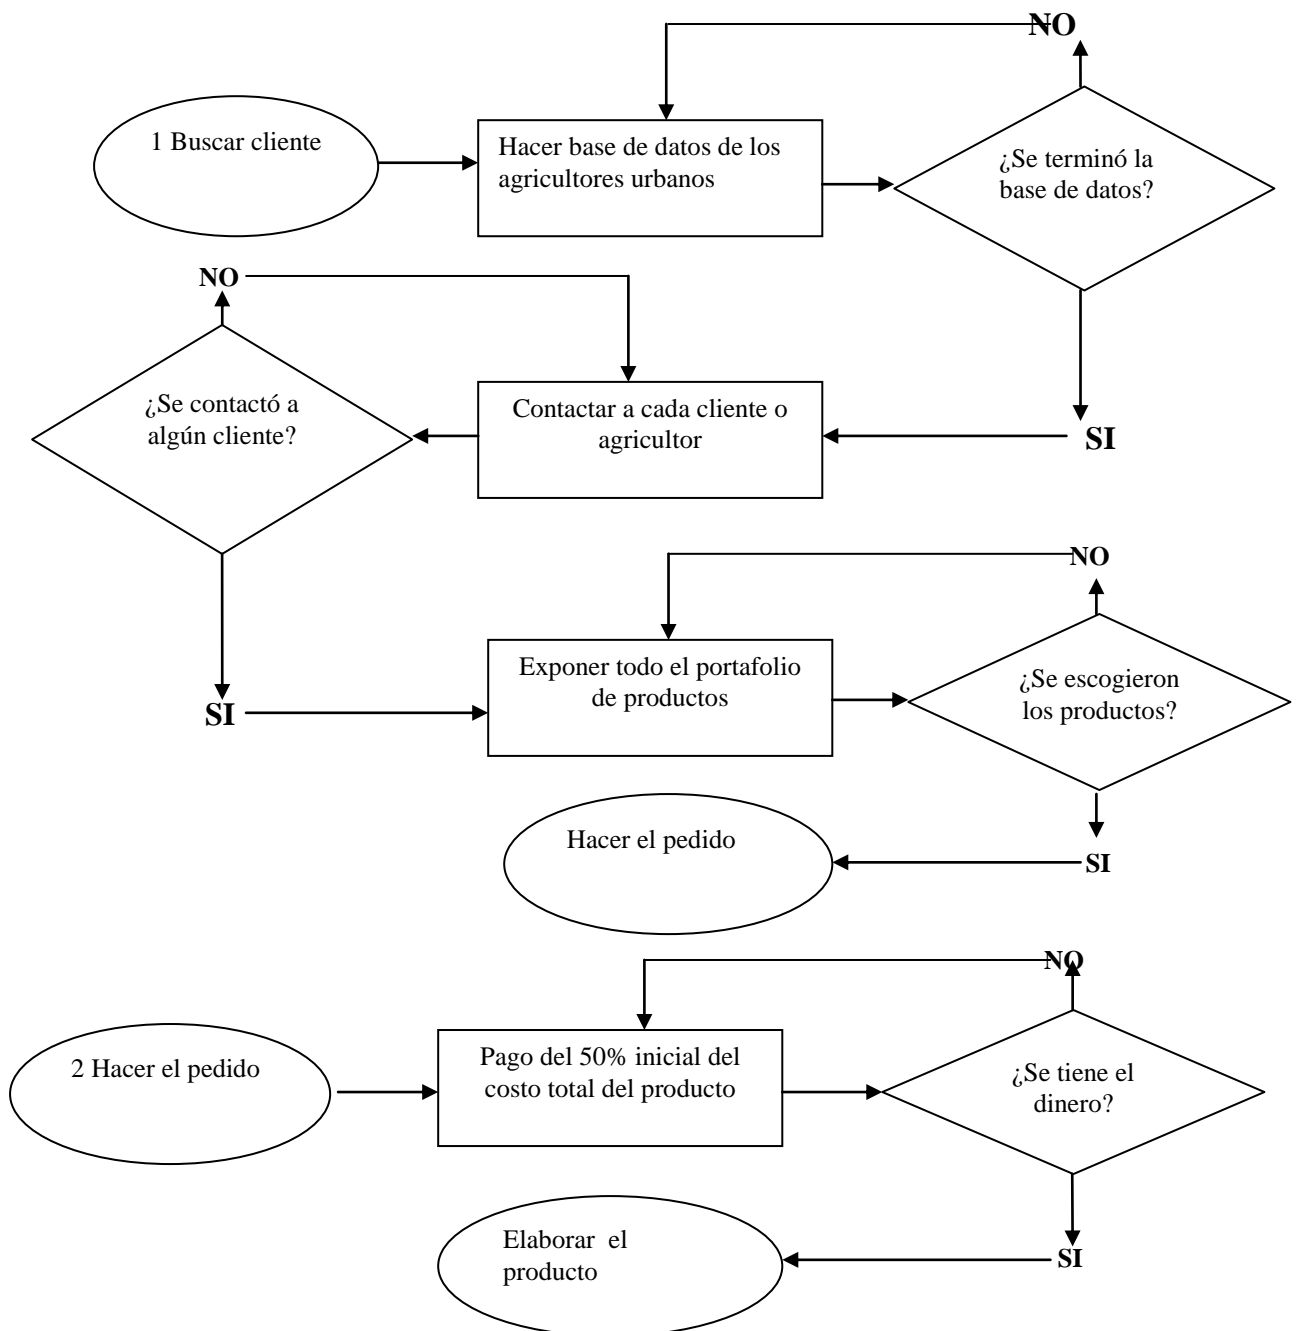 NO
1 Buscar cliente
Hacer base de datos de los
agricultores urbanos
¿Se terminó la
base de datos?
NO
¿Se contactó a
algún cliente?
Contactar a cada cliente o
agricultor
SI
NO
Exponer todo el portafolio
de productos
¿Se escogieron
los productos?
SI
Hacer el pedido
SI
NO
2 Hacer el pedido
Pago del 50% inicial del
costo total del producto
¿Se tiene el
dinero?
Elaborar el
producto
SI